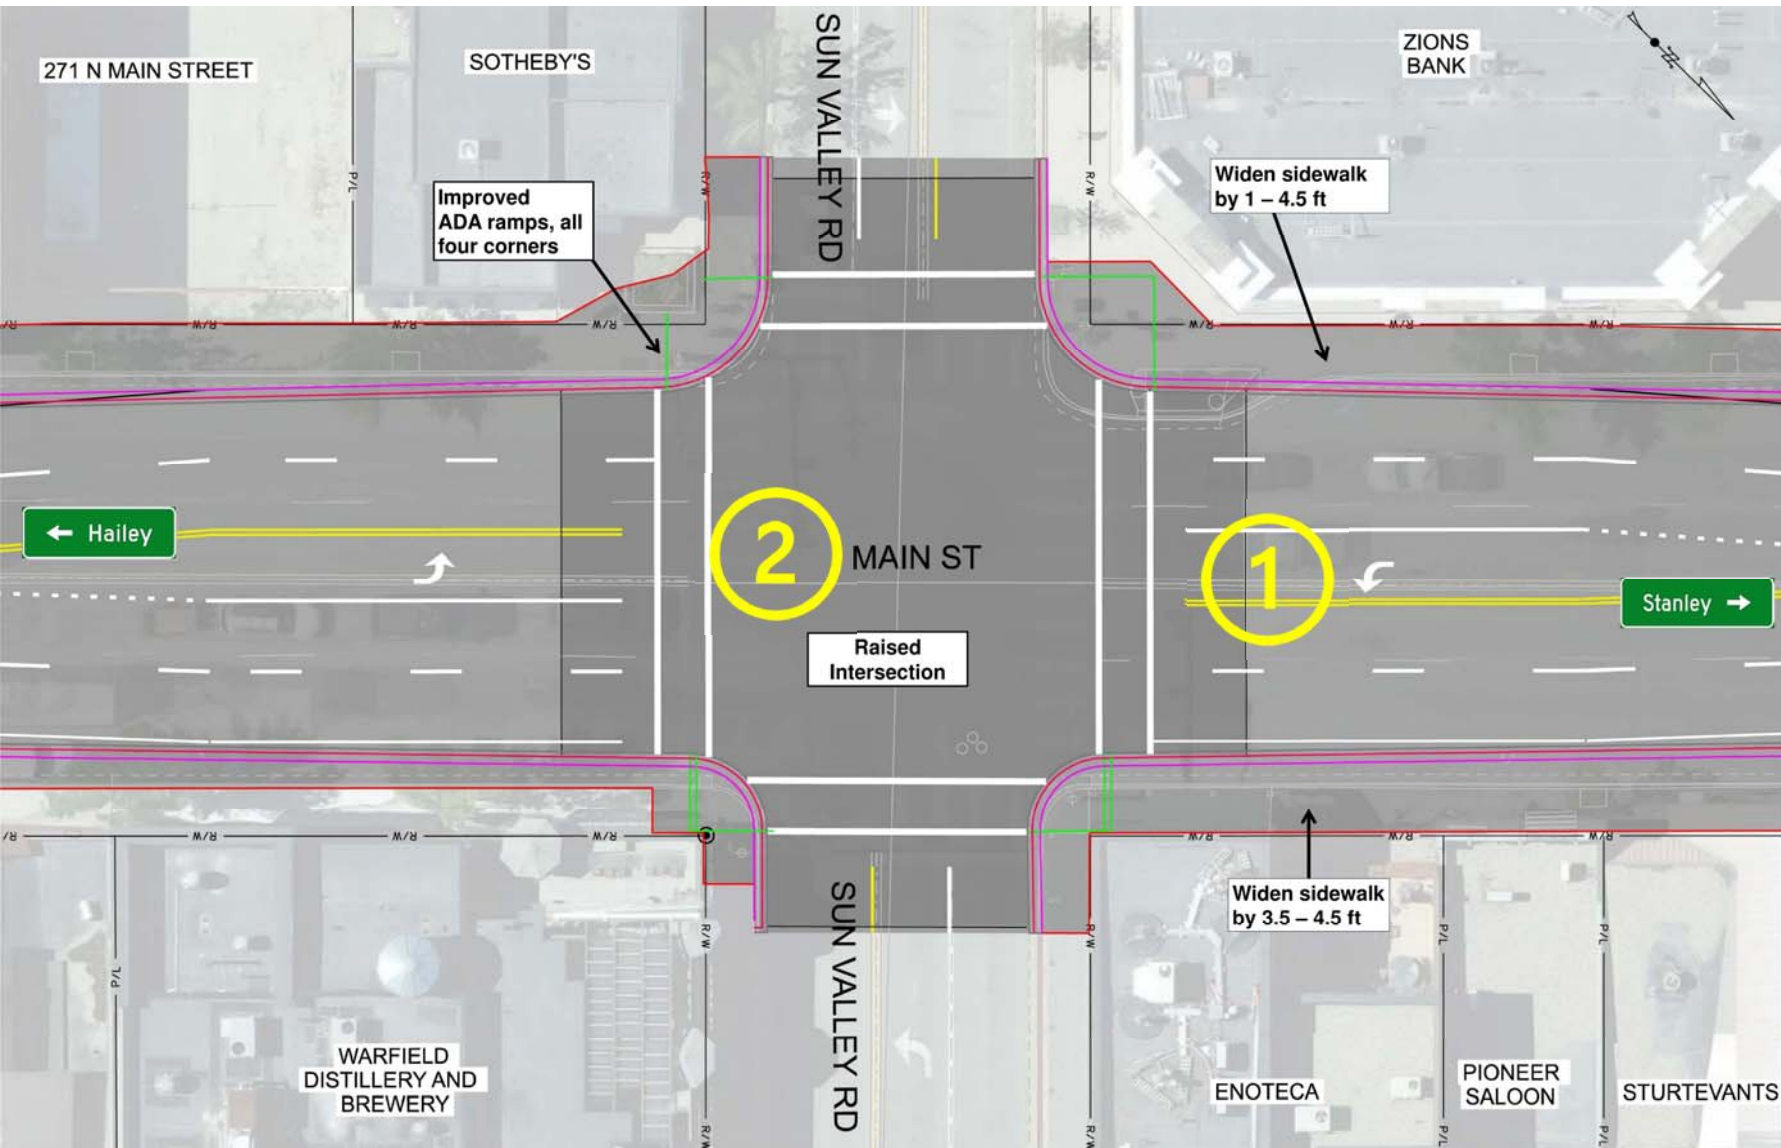 271 N MAIN STREET
SOTHEBY'S
SUN VALLEY RD
ZIONS
BANK
N
P/L
R/W
R/W
Improved
ADA ramps, all
four corners
Widen sidewalk
by 1 – 4.5 ft
R/W
R/W
R/W
R/W
R/W
R/W
R/W
← Hailey
2
MAIN ST
1
Stanley →
Raised
Intersection
R/W
R/W
R/W
R/W
R/W
R/W
R/W
Widen sidewalk
by 3.5 – 4.5 ft
SUN VALLEY RD
R/W
R/W
P/L
P/L
P/L
WARFIELD
DISTILLERY AND
BREWERY
ENOTECA
PIONEER
SALOON
STURTEVANTS
R/W
R/W
P/L
P/L